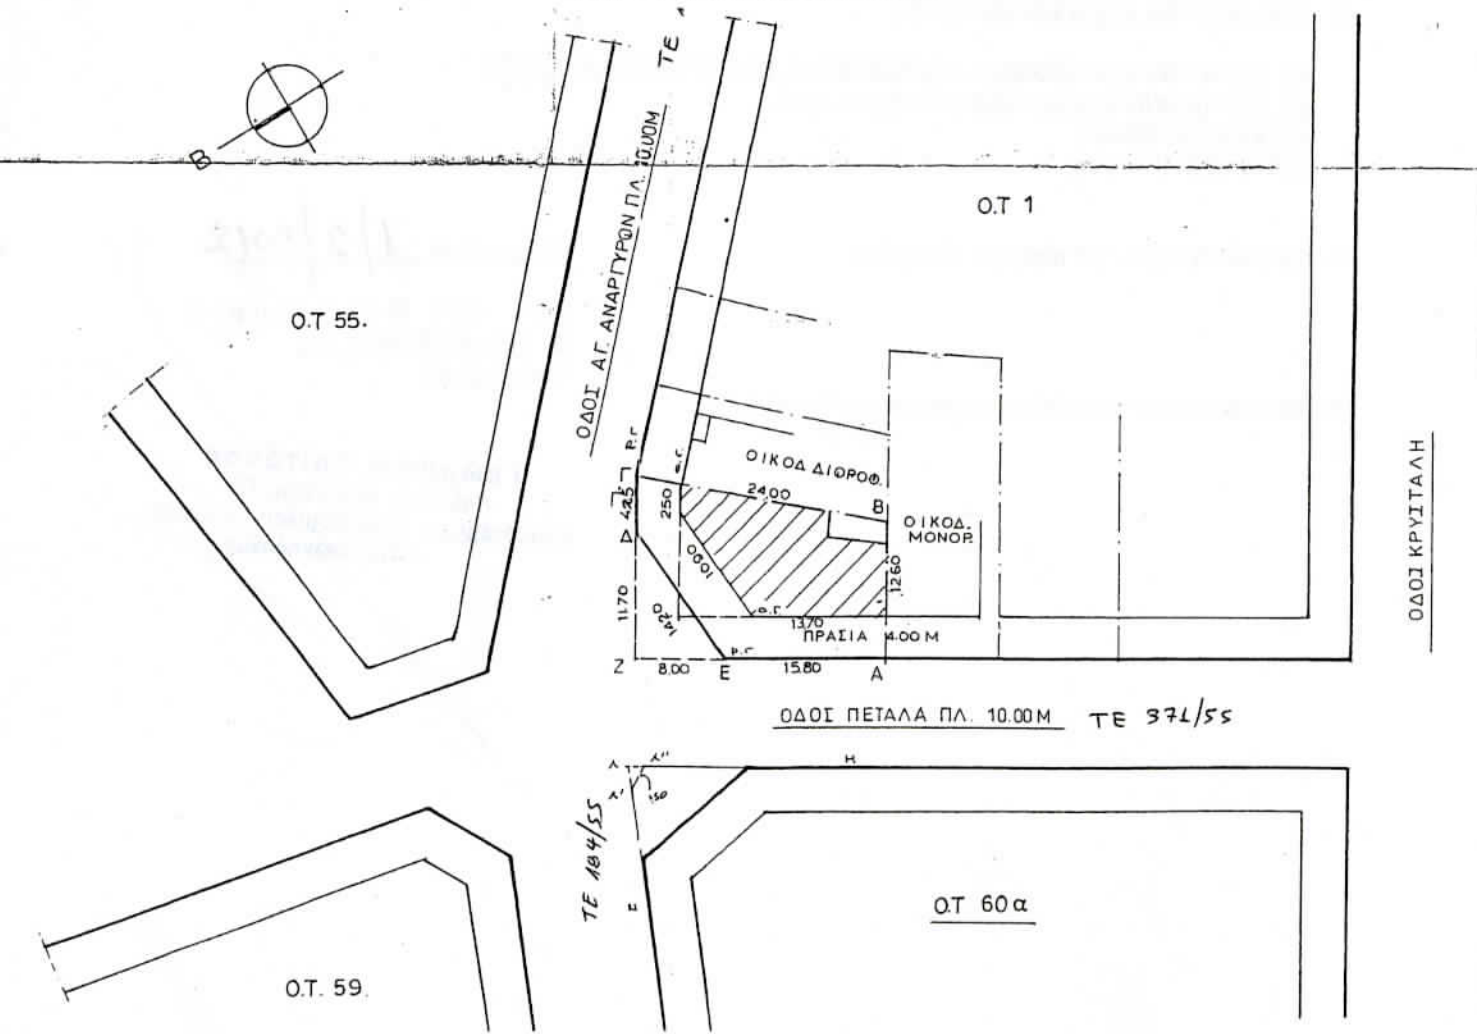 ΤΕ
Β
Ο.Τ 1
ΟΔΟΣ ΑΓ. ΑΝΑΡΓΥΡΩΝ ΠΛ. 10.00Μ
Ο.Τ 55.
Ρ.Γ
Ο.Γ.
ΟΙΚΟΔ ΔΙΟΡΟΦ.
24.00
Γ
4.25
2.50
Β
ΟΙΚΟΔ.
ΜΟΝΟΡ.
Δ
10.00
12.60
11.70
14.20
Ο.Γ.
13.70
ΠΡΑΣΙΑ 4.00 Μ
Ρ.Γ
Ζ
8.00
Ε
15.80
Α
ΟΔΟΣ ΚΡΥΣΤΑΛΗ
ΟΔΟΣ ΠΕΤΑΛΑ ΠΛ. 10.00Μ ΤΕ 371/55
Λ
Λ''
Η
Λ'
ΤΕ 184/55
Ο.Τ 60α
Ο.Τ. 59.